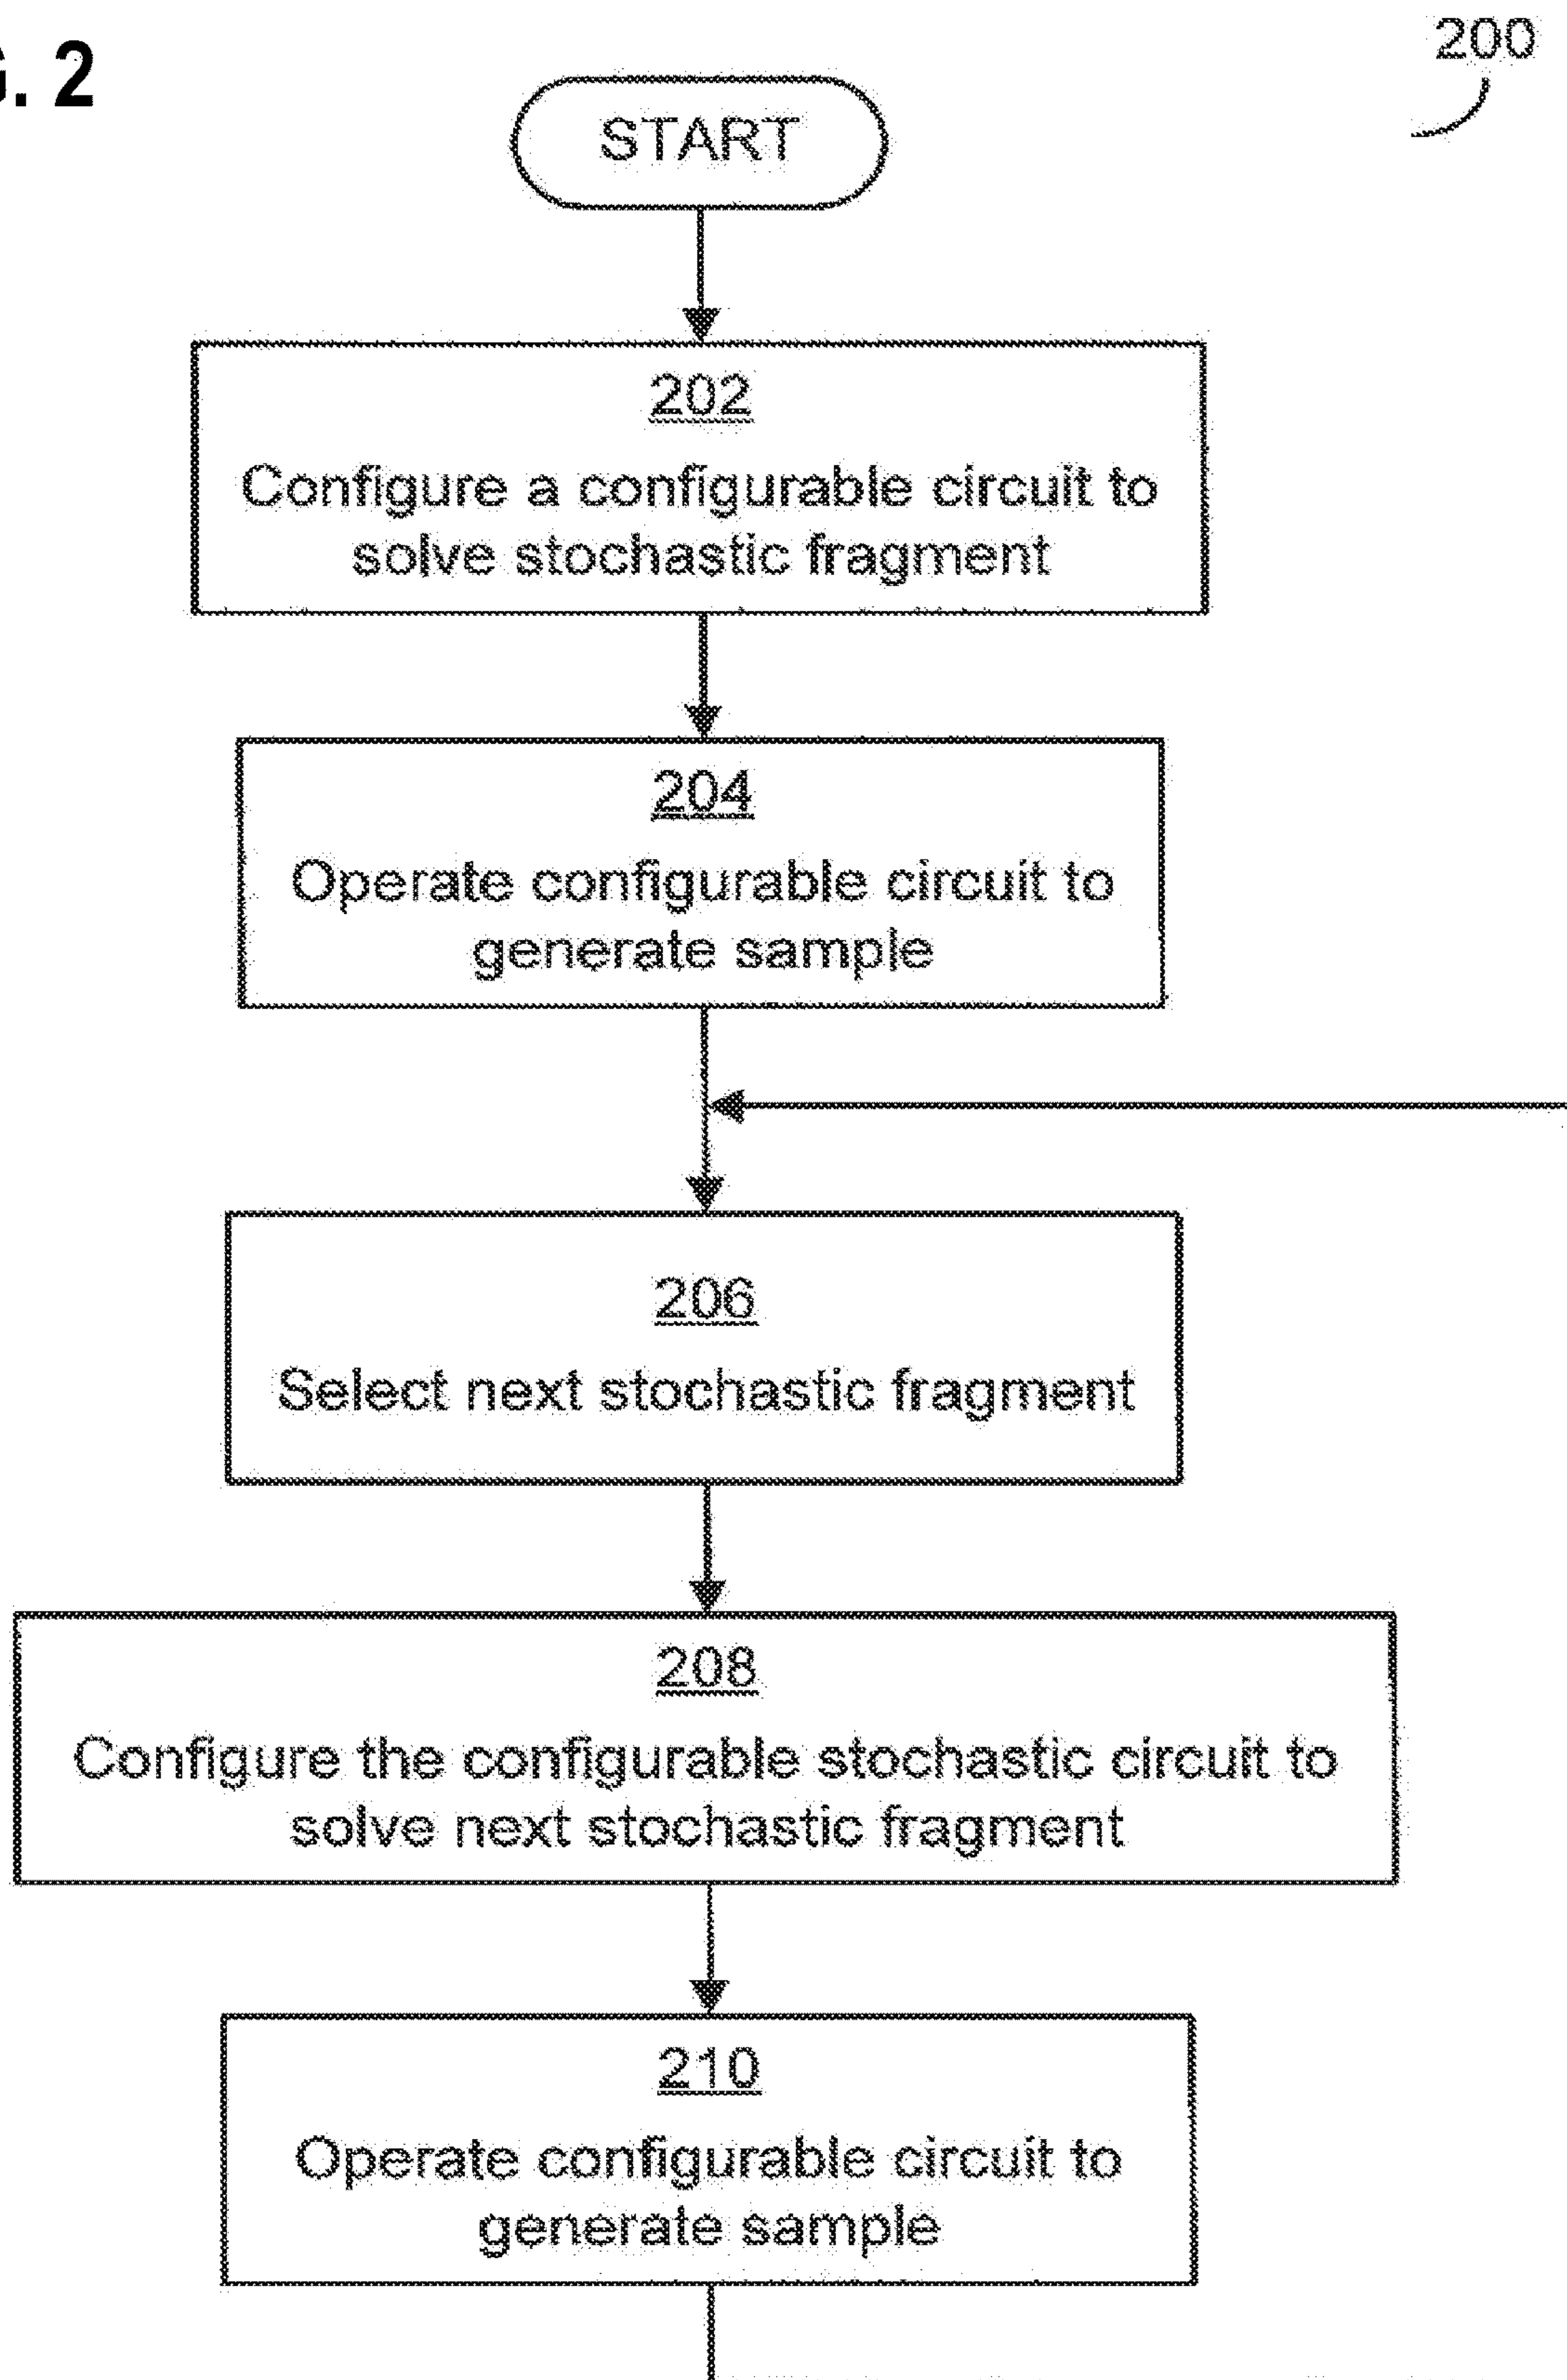 . 2
200
START
202
Configure a configurable circuit to
solve stochastic fragment
204
Operate configurable circuit to
generate sample
206
Select next stochastic fragment
208
Configure the configurable stochastic circuit to
solve next stochastic fragment
210
Operate configurable circuit to
generate sample